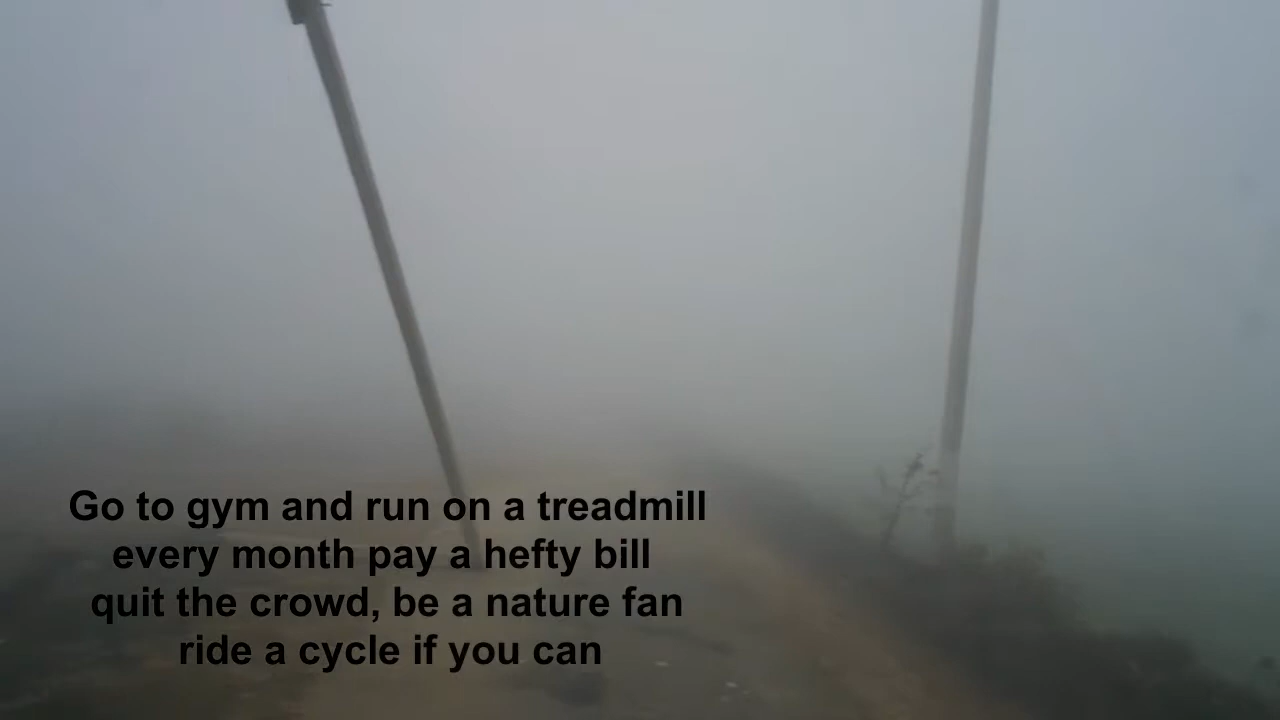 Go to gym and run on a treadmill
every month pay a hefty bill
quit the crowd, be a nature fan
ride a cycle if you can